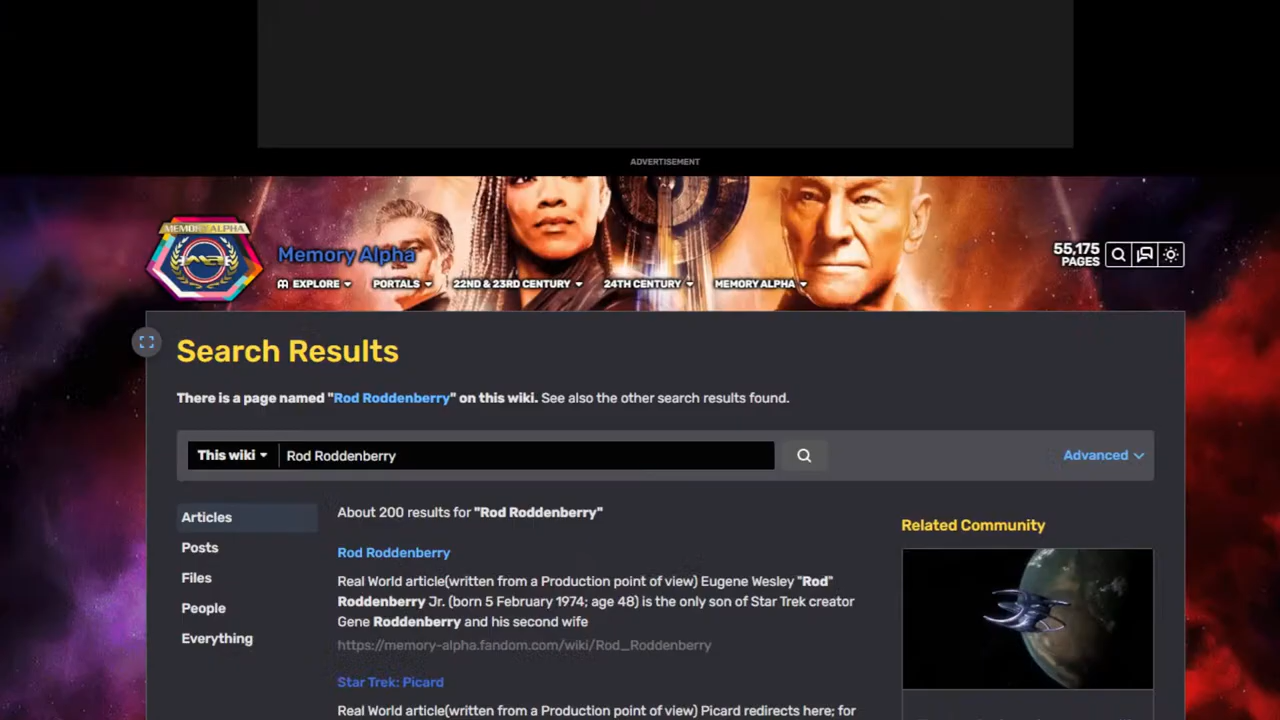 ADVERTISEMENT
MEMORY ALPHA
Memory Alpha
55,175
PAGES
EXPLORE
PORTALS
22ND & 23RD CENTURY
24TH CENTURY
MEMORY ALPHA
Search Results
There is a page named "Rod Roddenberry" on this wiki. See also the other search results found.
This wiki
Rod Roddenberry
Advanced
Articles
Posts
Files
People
Everything
About 200 results for "Rod Roddenberry"
Rod Roddenberry
Real World article(written from a Production point of view) Eugene Wesley "Rod"
Roddenberry Jr. (born 5 February 1974; age 48) is the only son of Star Trek creator
Gene Roddenberry and his second wife
https://memory-alpha.fandom.com/wiki/Rod_Roddenberry
Star Trek: Picard
Real World article(written from a Production point of view) Picard redirects here; for
Related Community